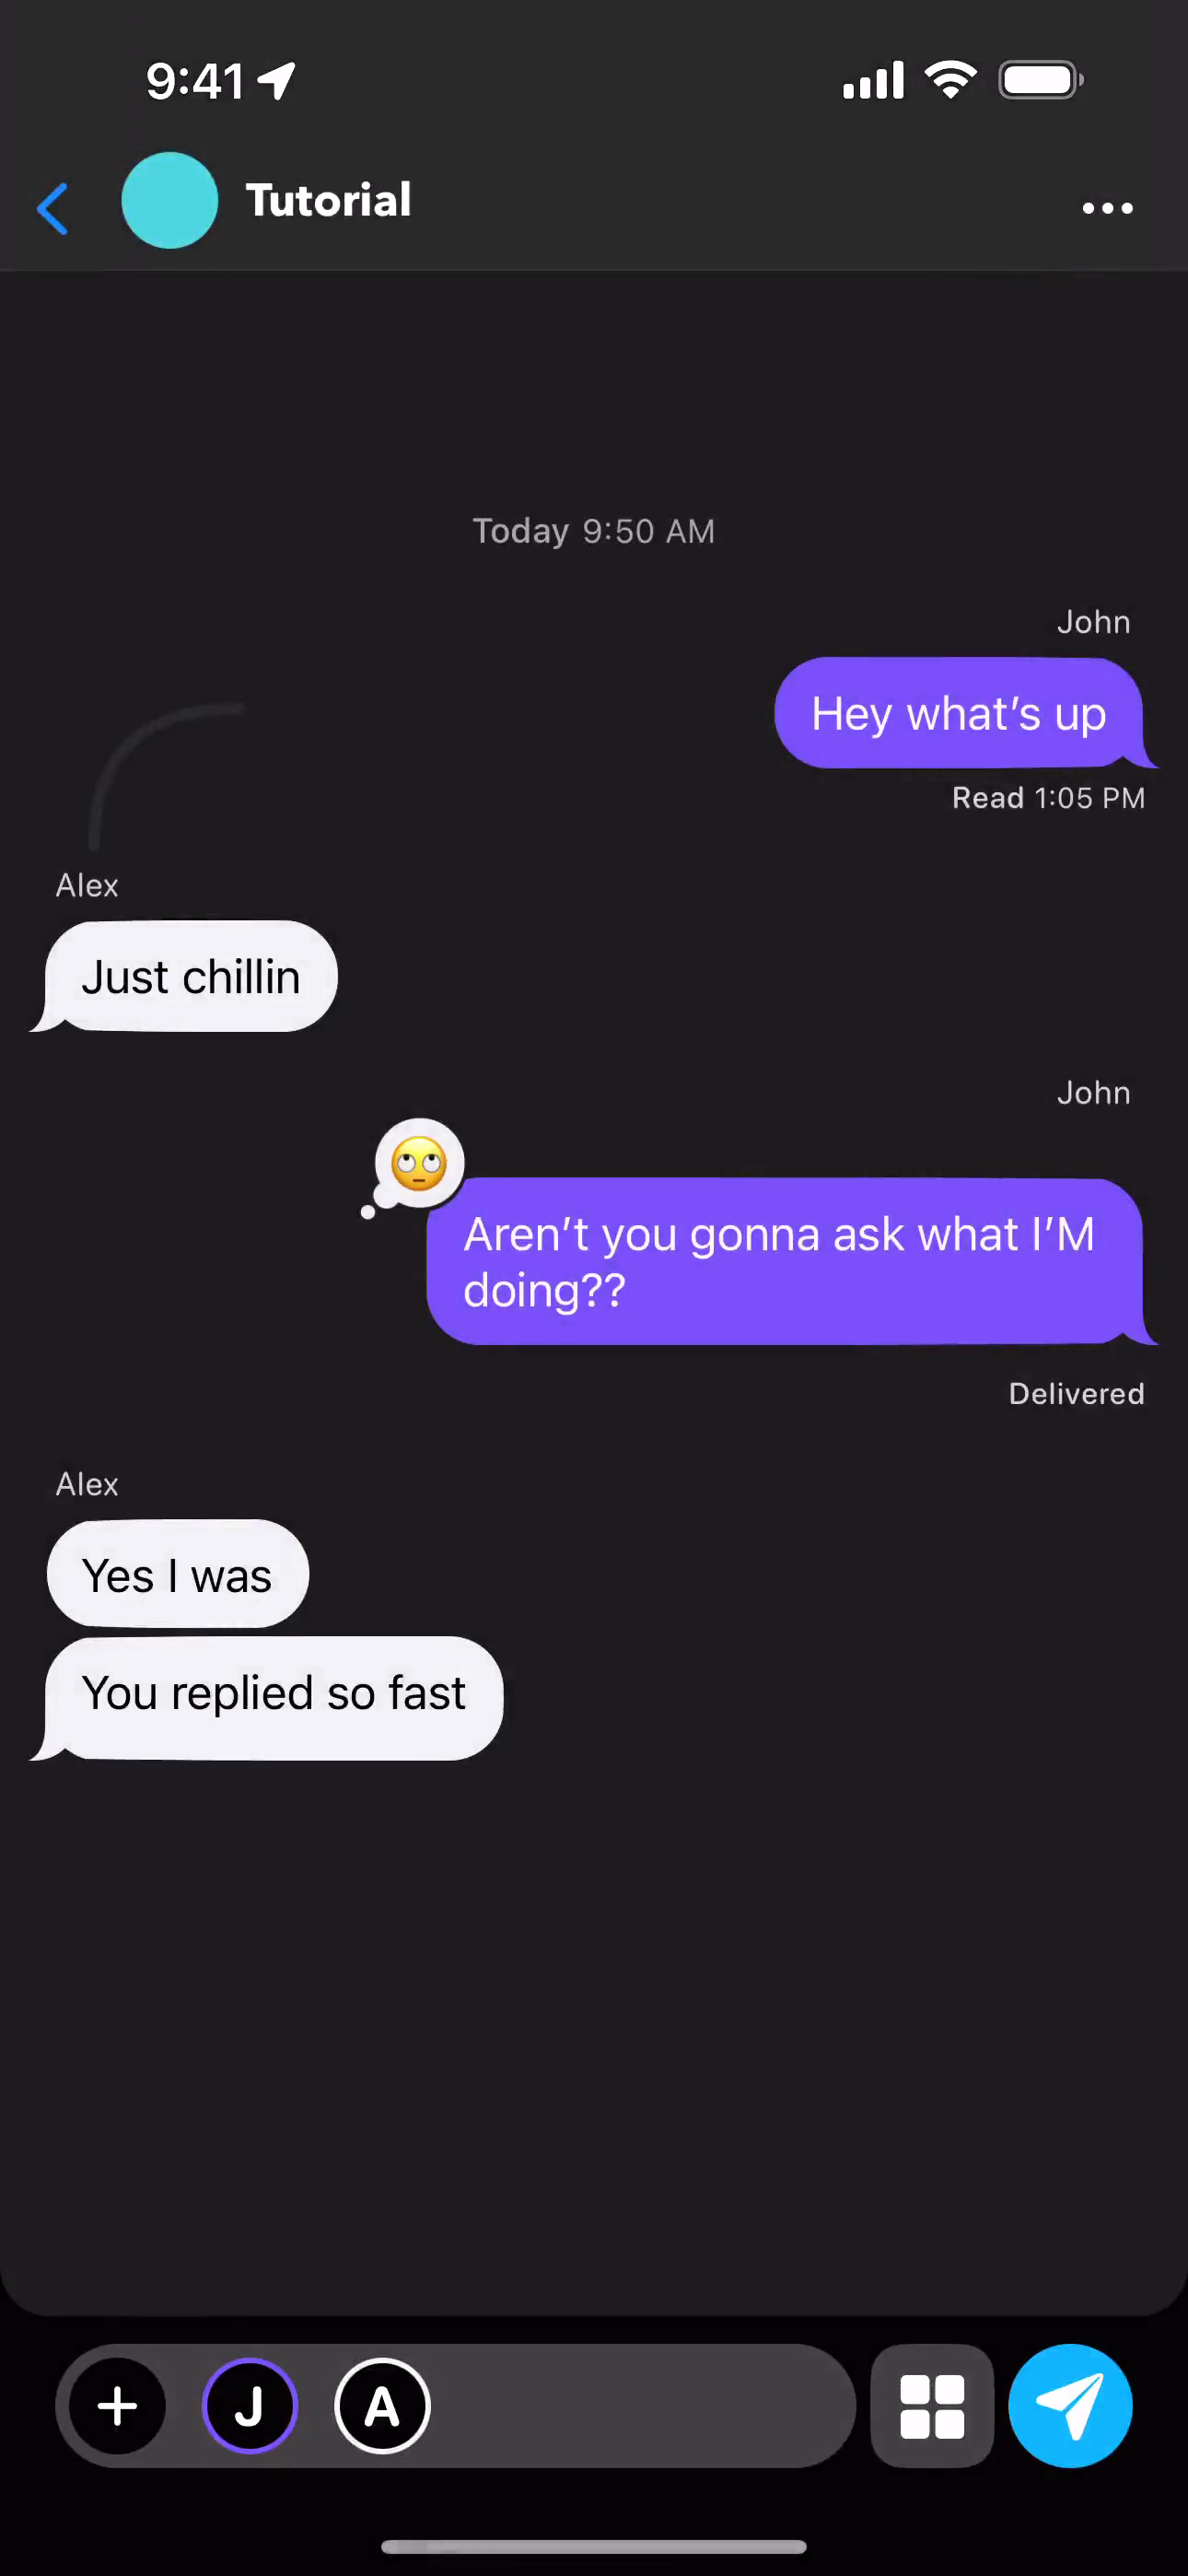 9:41
Tutorial
Today 9:50 AM
John
Hey what’s up
Read 1:05 PM
Alex
Just chillin
John
Aren’t you gonna ask what I’M
doing??
Delivered
Alex
Yes I was
You replied so fast
J A